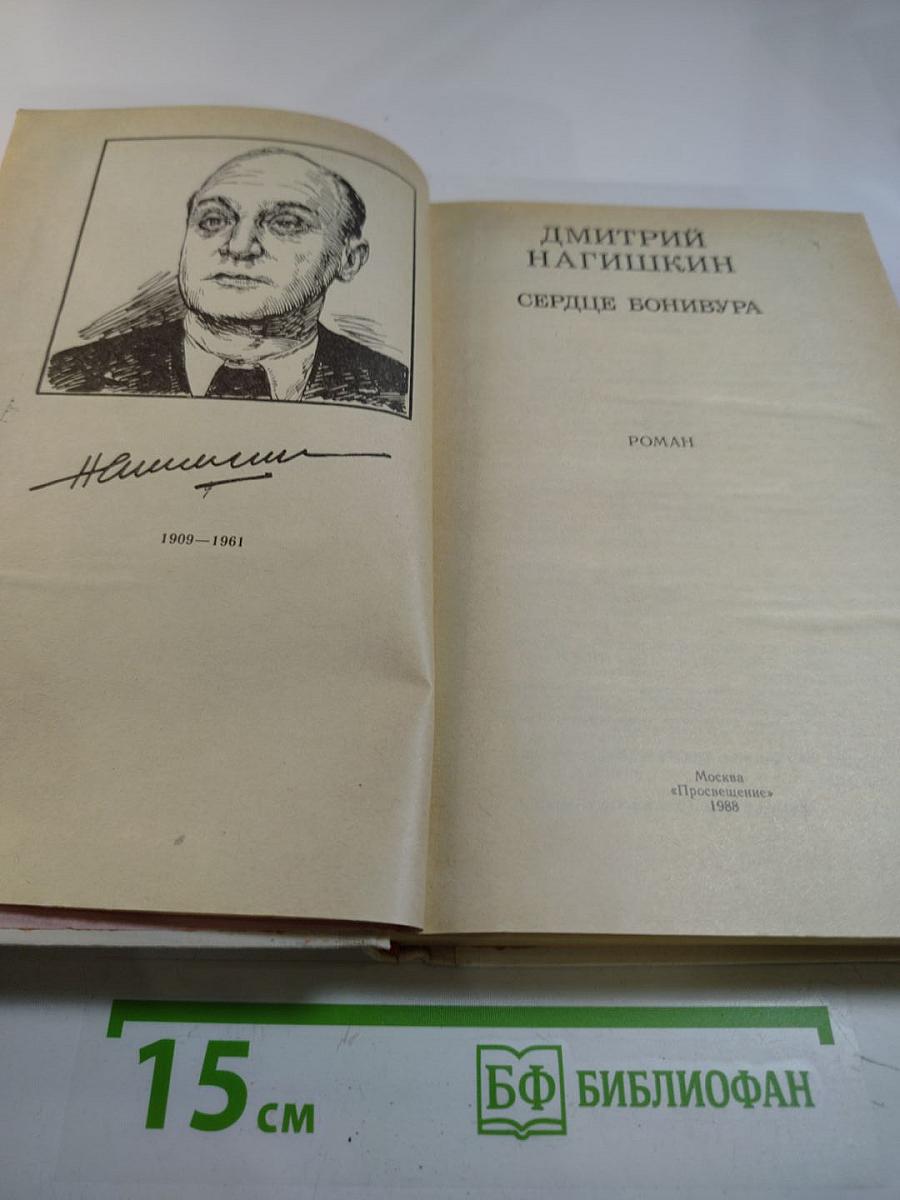 1909—1961
ДМИТРИЙ
НАГИШКИН
СЕРДЦЕ БОНИВУРА
РОМАН
Москва
«Просвещение»
1988
15 см
БФ БИБЛИОФАН